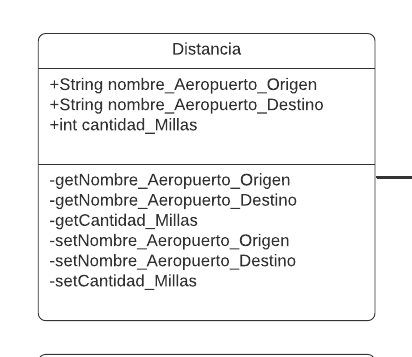 Distancia
+String nombre_Aeropuerto_Origen
+String nombre_Aeropuerto_Destino
+int cantidad_Millas
-getNombre_Aeropuerto_Origen
-getNombre_Aeropuerto_Destino
-getCantidad_Millas
-setNombre_Aeropuerto_Origen
-setNombre_Aeropuerto_Destino
-setCantidad_Millas